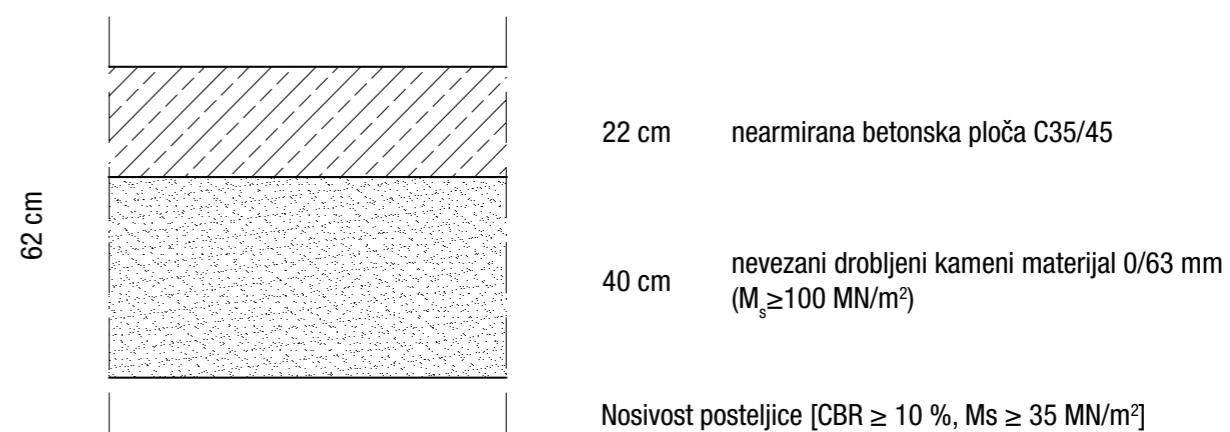 62 cm
22 cm nearmirana betonska ploča C35/45
40 cm nevezani drobljeni kameni materijal 0/63 mm
(Ms≥100 MN/m²)
Nosivost posteljice [CBR ≥ 10 %, Ms ≥ 35 MN/m²]